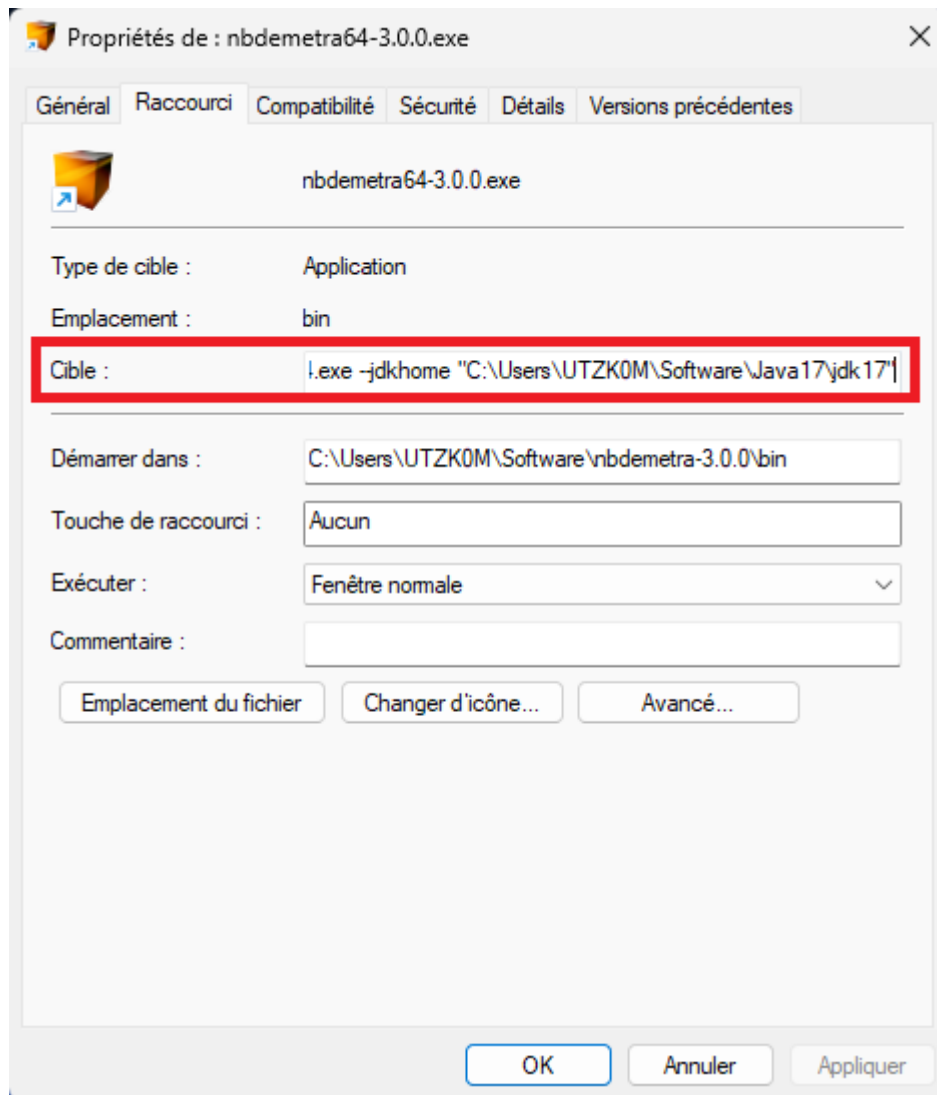 Propriétés de : nbdemetra64-3.0.0.exe
Général Raccourci Compatibilité Sécurité Détails Versions précédentes
nbdemetra64-3.0.0.exe
Type de cible : Application
Emplacement : bin
Cible : 4.exe --jdkhome "C:\Users\UTZK0M\Software\Java17\jdk17"
Démarrer dans : C:\Users\UTZK0M\Software\nbdemetra-3.0.0\bin
Touche de raccourci : Aucun
Exécuter : Fenêtre normale
Commentaire :
Emplacement du fichier Changer d'icône... Avancé...
OK Annuler Appliquer